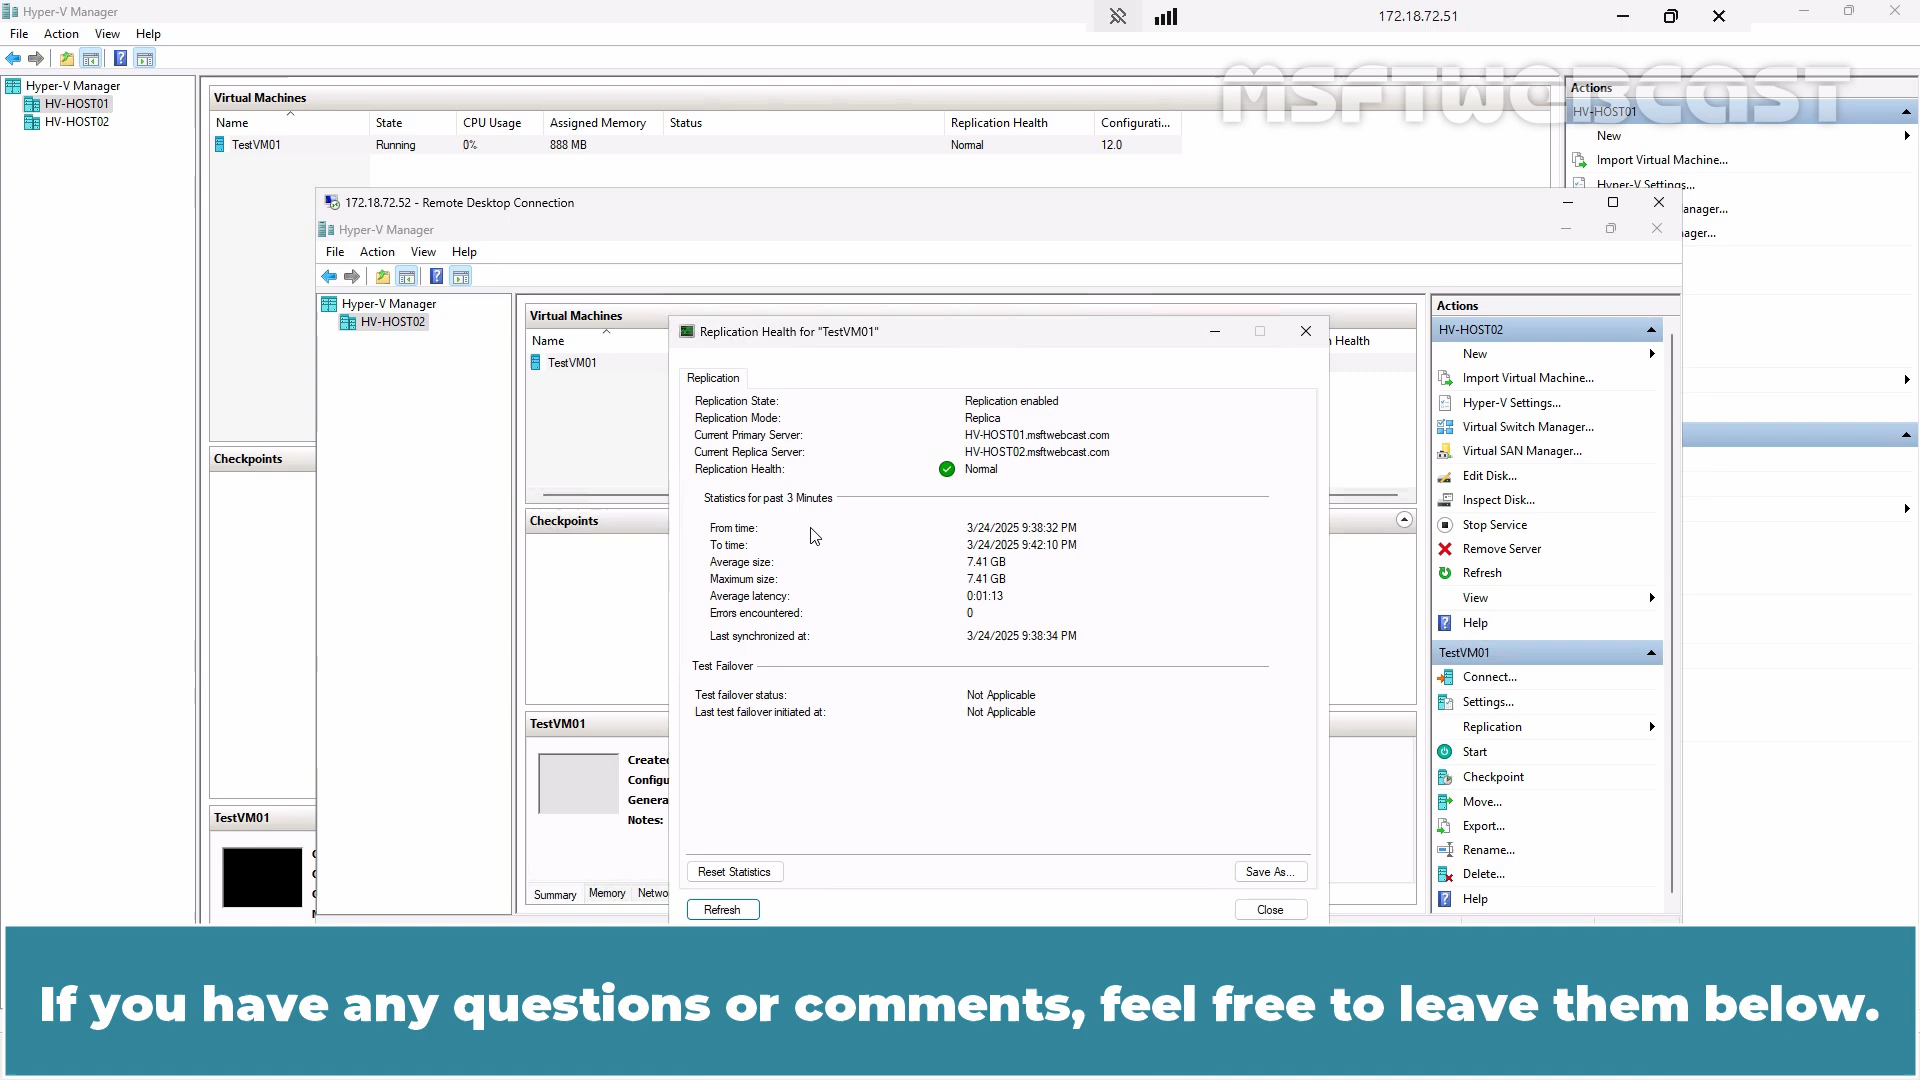 Hyper-V Manager
172.18.72.51
File Action View Help
MSFTWEBCAST
Hyper-V Manager
HV-HOST01
HV-HOST02
Virtual Machines
Name State CPU Usage Assigned Memory Status Replication Health Configurati...
TestVM01 Running 0% 888 MB Normal 12.0
Actions
HV-HOST01
New
Import Virtual Machine...
Hyper-V Settings...
anager...
ager...
Checkpoints
TestVM01
172.18.72.52 - Remote Desktop Connection
Hyper-V Manager
File Action View Help
Hyper-V Manager
HV-HOST02
Virtual Machines
Name
Health
TestVM01
Checkpoints
TestVM01
Created
Configu
Genera
Notes:
Summary Memory Netwo
Replication Health for "TestVM01"
Replication
Replication State: Replication enabled
Replication Mode: Replica
Current Primary Server: HV-HOST01.msftwebcast.com
Current Replica Server: HV-HOST02.msftwebcast.com
Replication Health: Normal
Statistics for past 3 Minutes
From time: 3/24/2025 9:38:32 PM
To time: 3/24/2025 9:42:10 PM
Average size: 7.41 GB
Maximum size: 7.41 GB
Average latency: 0:01:13
Errors encountered: 0
Last synchronized at: 3/24/2025 9:38:34 PM
Test Failover
Test failover status: Not Applicable
Last test failover initiated at: Not Applicable
Reset Statistics Save As...
Refresh Close
Actions
HV-HOST02
New
Import Virtual Machine...
Hyper-V Settings...
Virtual Switch Manager...
Virtual SAN Manager...
Edit Disk...
Inspect Disk...
Stop Service
Remove Server
Refresh
View
Help
TestVM01
Connect...
Settings...
Replication
Start
Checkpoint
Move...
Export...
Rename...
Delete...
Help
If you have any questions or comments, feel free to leave them below.